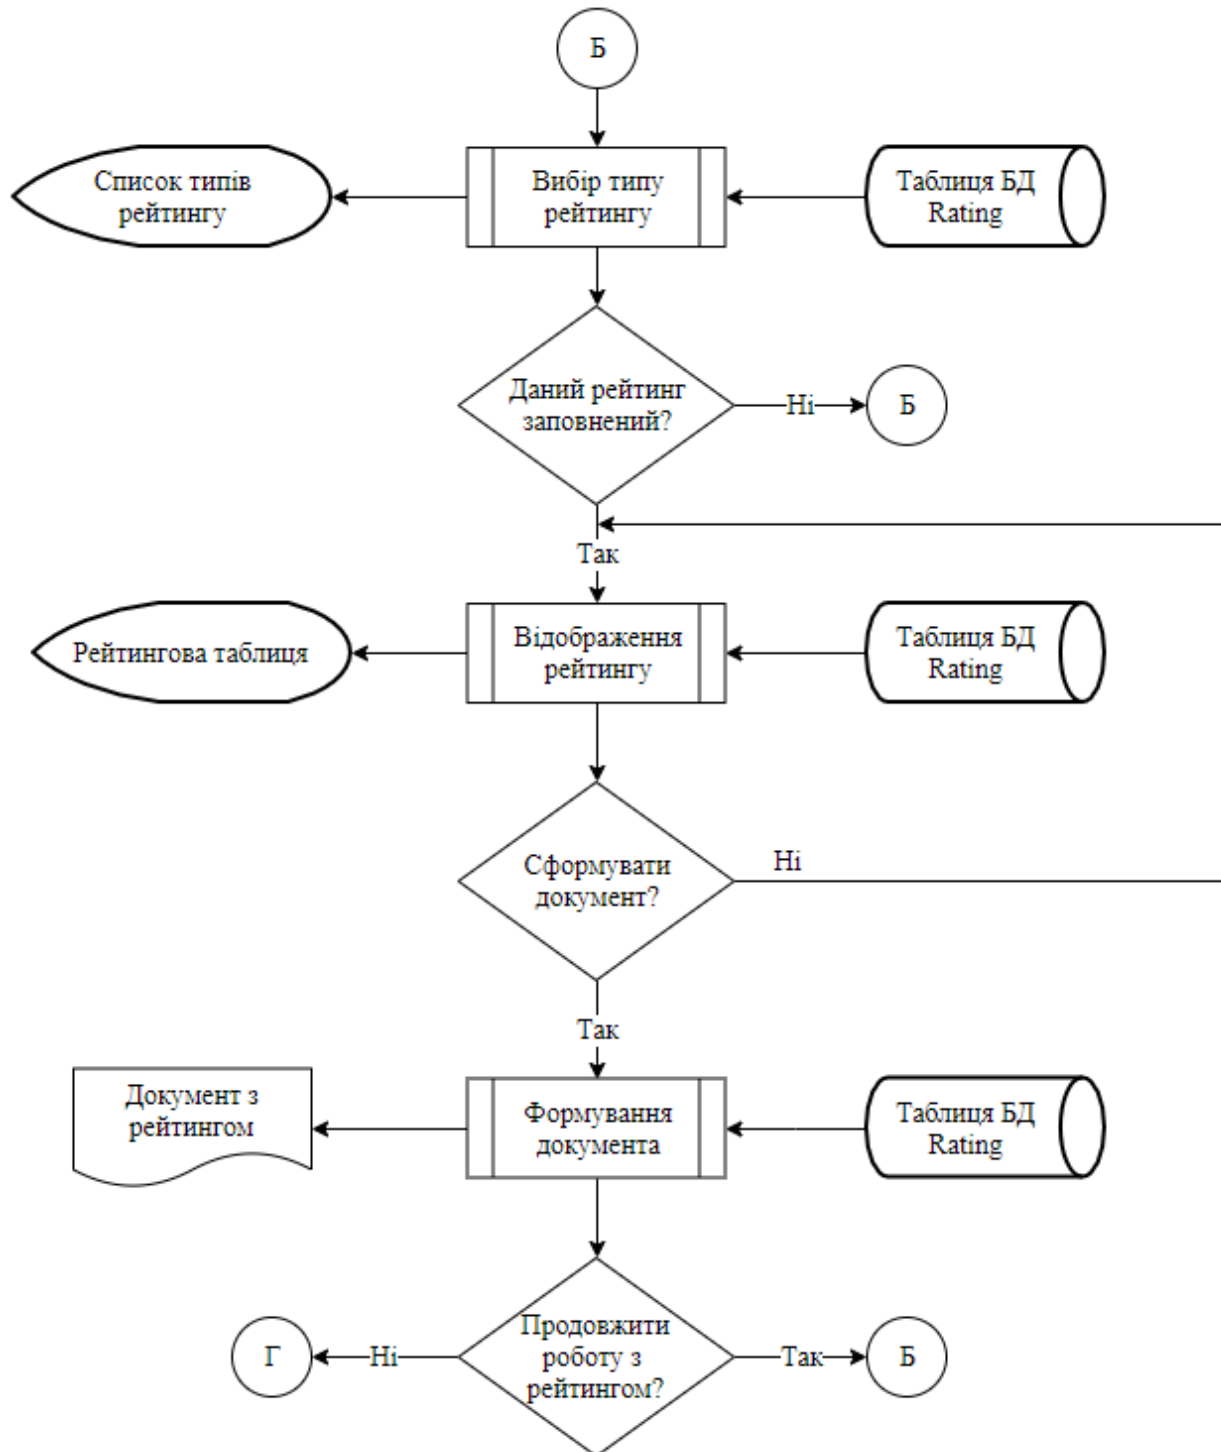 Б
Список типів
рейтингу
Вибір типу
рейтингу
Таблиця БД
Rating
Даний рейтинг
заповнений?
Ні
Б
Так
Рейтингова таблиця
Відображення
рейтингу
Таблиця БД
Rating
Сформувати
документ?
Ні
Так
Документ з
рейтингом
Формування
документа
Таблиця БД
Rating
Г
Ні
Продовжити
роботу з
рейтингом?
Так
Б